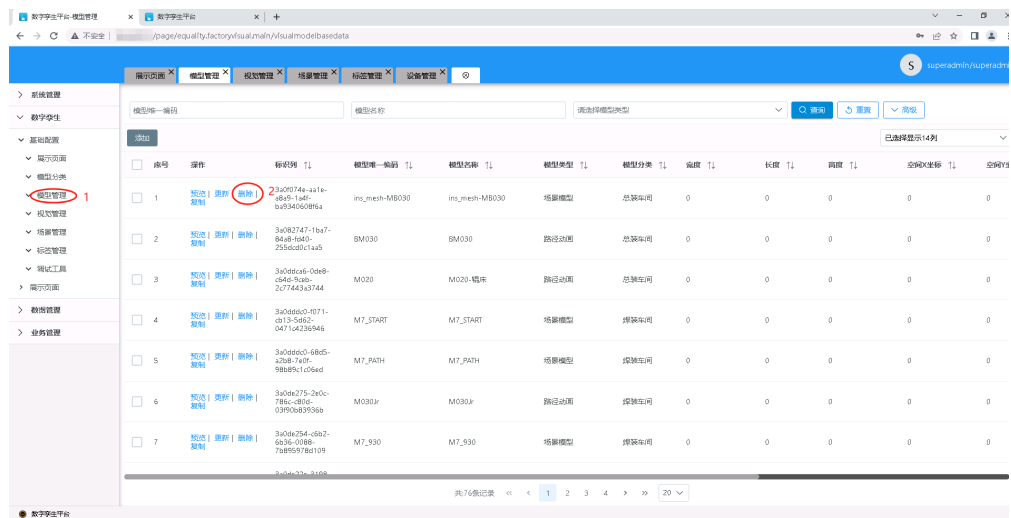 数字孪生平台-模型管理 × 数字孪生平台 × +
不安全 | /page/equality.factoryvisual.main/visualmodelbasedata
展示页面 × 模型管理 × 视觉管理 × 场景管理 × 标签管理 × 设备管理 × S superadmin/superadmi
系统管理
数字孪生
基础配置
展示页面
模型分类
模型管理 1
视觉管理
场景管理
标签管理
调试工具
展示页面
数据管理
业务管理
模型唯一编码 模型名称 请选择模型类型 查询 重置 高级
添加 已选择显示14列
序号 操作 标识列 模型唯一编码 模型名称 模型类型 模型分类 宽度 长度 高度 空间X坐标 空间Y坐
1 预览 | 更新 | 删除 | 复制 2 3a0f074e-aa1e-a8a9-1a4f-ba9340608f6a ins_mesh-MB030 ins_mesh-MB030 场景模型 总装车间 0 0 0 0 0
2 预览 | 更新 | 删除 | 复制 3a082747-1ba7-84a8-fd40-255dcd0c1aa5 BM030 BM030 路径动画 总装车间 0 0 0 0 0
3 预览 | 更新 | 删除 | 复制 3a0ddca6-0de8-c64d-9ceb-2c77443a3744 M020 M020-辊床 路径动画 总装车间 0 0 0 0 0
4 预览 | 更新 | 删除 | 复制 3a0dddc0-f071-cb13-5d62-0471c4236946 M7_START M7_START 场景模型 焊装车间 0 0 0 0 0
5 预览 | 更新 | 删除 | 复制 3a0dddc0-68d5-a2b8-7e0f-98b89c1c06ed M7_PATH M7_PATH 场景模型 焊装车间 0 0 0 0 0
6 预览 | 更新 | 删除 | 复制 3a0de275-2e0c-786c-c80d-03f90b83936b M030Jr M030Jr 路径动画 焊装车间 0 0 0 0 0
7 预览 | 更新 | 删除 | 复制 3a0de254-c6b2-6b36-0088-7b895978d109 M7_930 M7_930 场景模型 焊装车间 0 0 0 0 0
共76条记录 « ‹ 1 2 3 4 › » 20
数字孪生平台